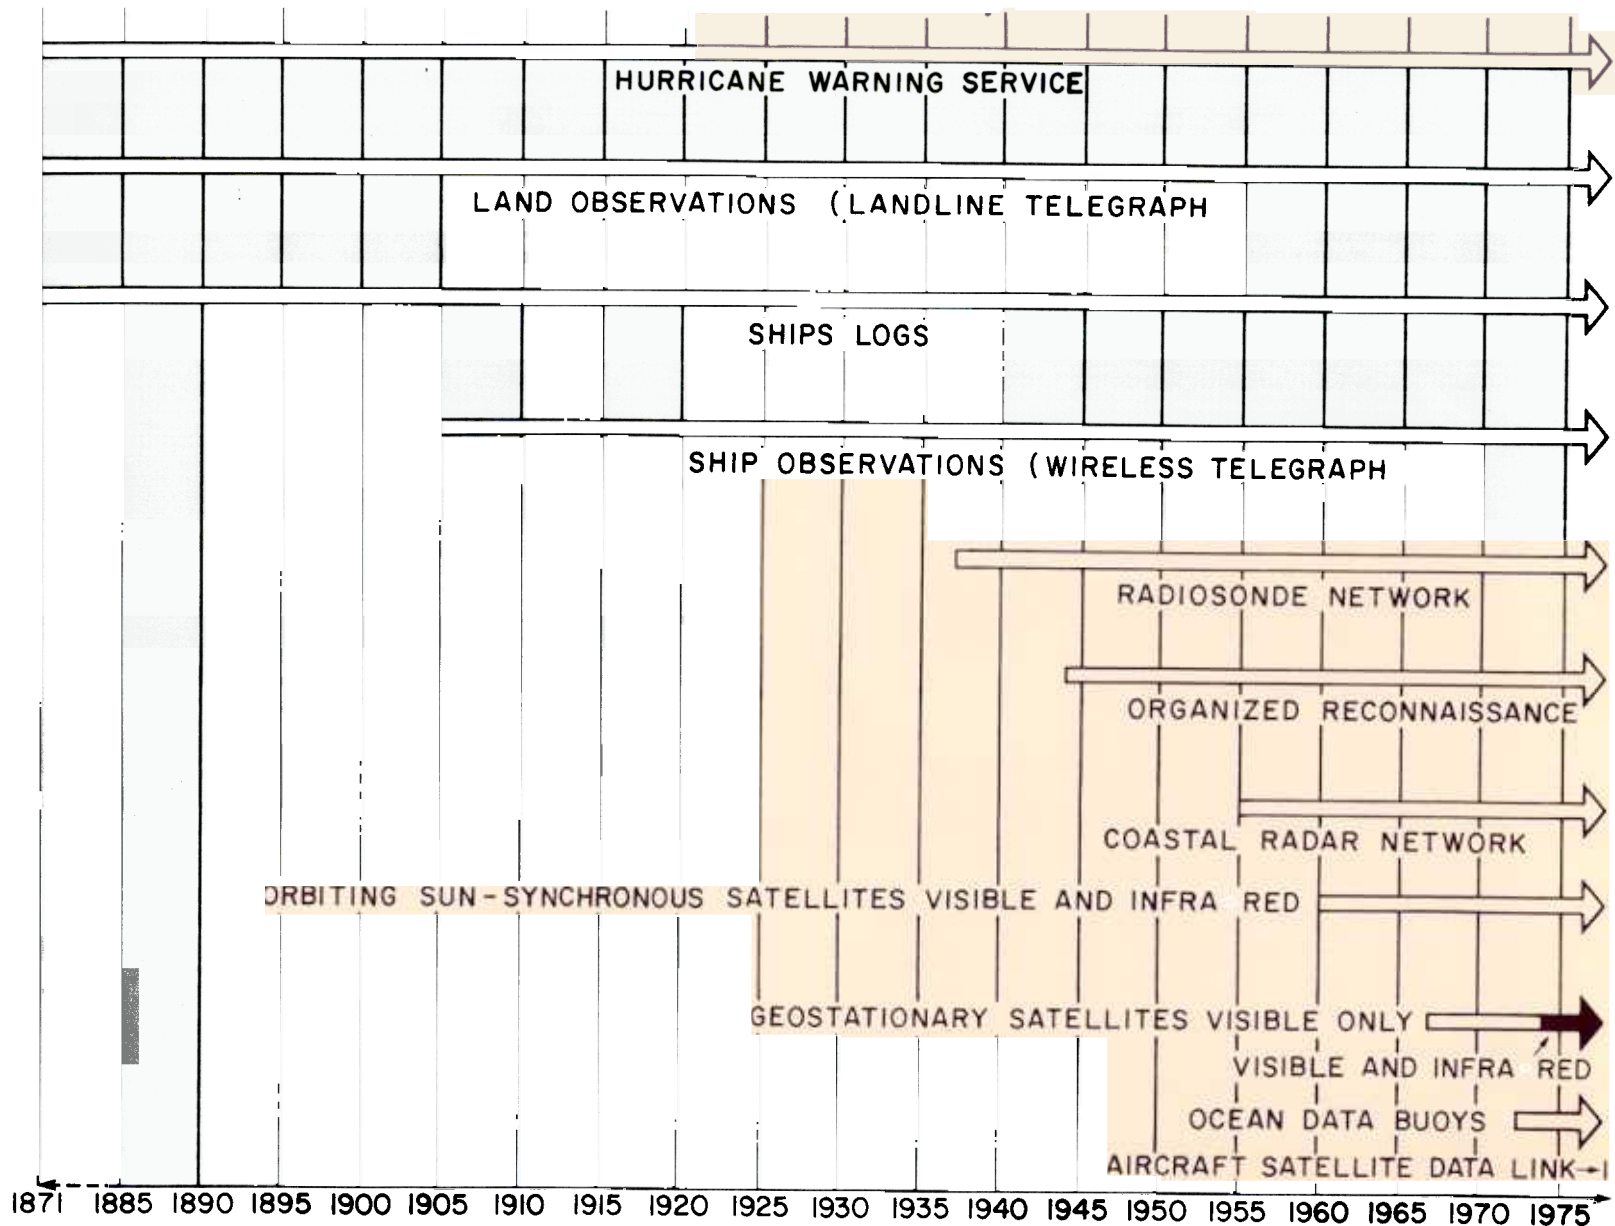 HURRICANE WARNING SERVICE
LAND OBSERVATIONS (LANDLINE TELEGRAPH
SHIPS LOGS
SHIP OBSERVATIONS (WIRELESS TELEGRAPH
RADIOSONDE NETWORK
ORGANIZED RECONNAISSANCE
COASTAL RADAR NETWORK
ORBITING SUN-SYNCHRONOUS SATELLITES VISIBLE AND INFRA RED
GEOSTATIONARY SATELLITES VISIBLE ONLY
VISIBLE AND INFRA RED
OCEAN DATA BUOYS
AIRCRAFT SATELLITE DATA LINK
1871 1885 1890 1895 1900 1905 1910 1915 1920 1925 1930 1935 1940 1945 1950 1955 1960 1965 1970 1975